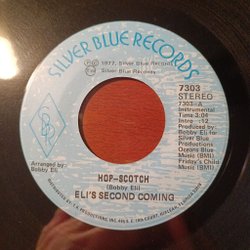 SILVER BLUE RECORDS
℗ 1977, Silver Blue
Silver Blue Records
7303
STEREO
7303 A
Instrumental
Time: 3:04
Intro: :12
Produced by
Bobby Eli for
Silver Blue
Productions
Oceans Blue
Music (BMI)
Friday's Child
Music (BMI)
Arranged by:
Bobby Eli
HOP-SCOTCH
(Bobby Eli)
ELI'S SECOND COMING